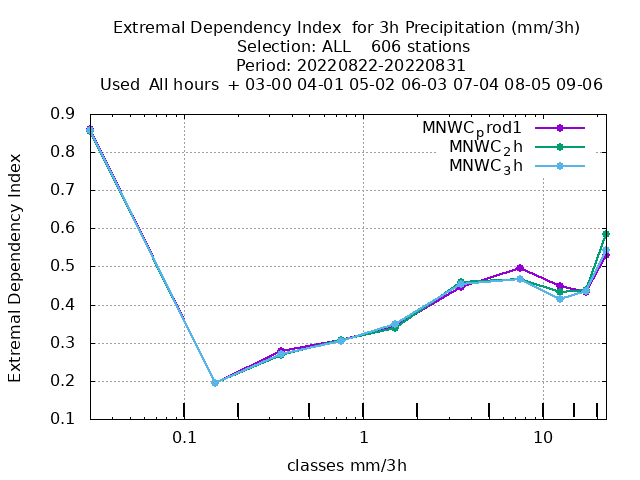 Extremal Dependency Index  for 3h Precipitation (mm/3h)
Selection: ALL    606 stations
Period: 20220822-20220831
Used  All hours  + 03-00 04-01 05-02 06-03 07-04 08-05 09-06
MNWCprod1
MNWC2h
MNWC3h
Extremal Dependency Index
0.9
0.8
0.7
0.6
0.5
0.4
0.3
0.2
0.1
0.1 1 10
classes mm/3h